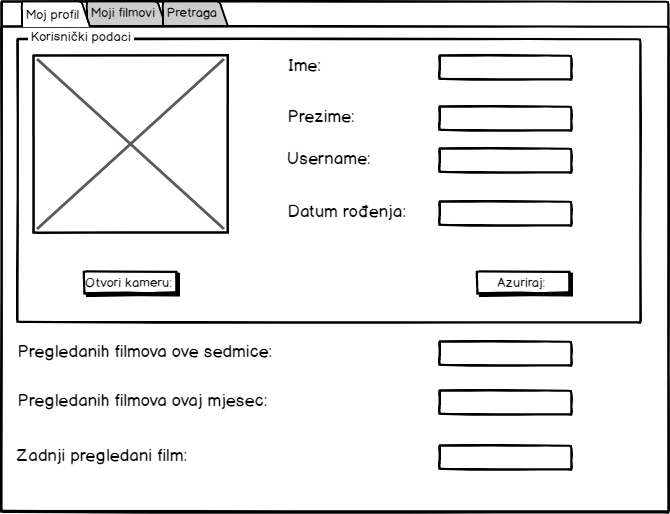 Moj profil
Moji filmovi
Pretraga
Korisnički podaci
Ime:
Prezime:
Username:
Datum rođenja:
Otvori kameru:
Azuriraj:
Pregledanih filmova ove sedmice:
Pregledanih filmova ovaj mjesec:
Zadnji pregledani film: